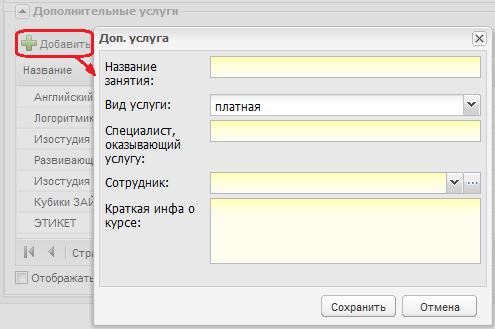 Дополнительные услуги
Добавить
Название
Английский
Логоритмик
Изостудия
Развивающ
Изостудия
Кубики ЗАЙ
ЭТИКЕТ
Стра
Отображать
Доп. услуга
Название
занятия:
Вид услуги:
платная
Специалист,
оказывающий
услугу:
Сотрудник:
Краткая инфа о
курсе:
Сохранить
Отмена